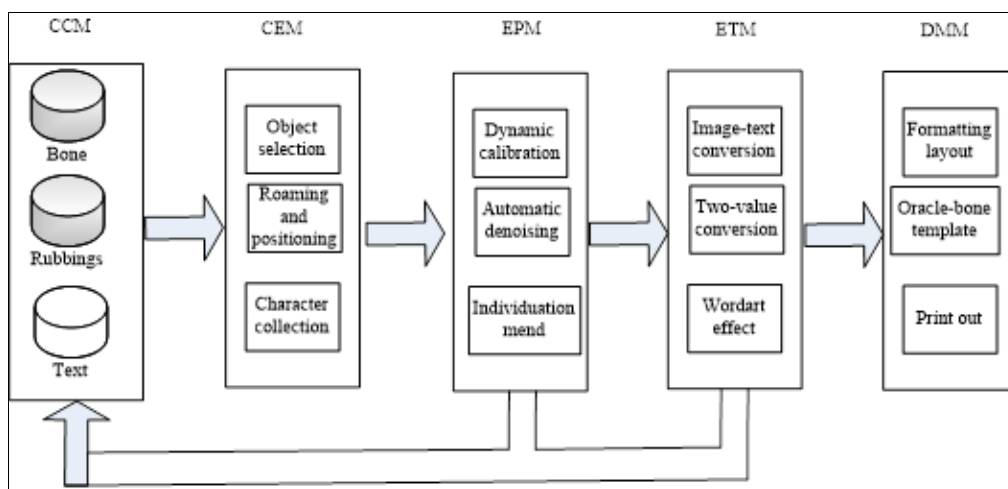 CCM
CEM
EPM
ETM
DMM
Bone
Rubbings
Text
Object
selection
Roaming
and
positioning
Character
collection
Dynamic
calibration
Automatic
denoising
Individuation
mend
Image-text
conversion
Two-value
conversion
Wordart
effect
Formatting
layout
Oracle-bone
template
Print out